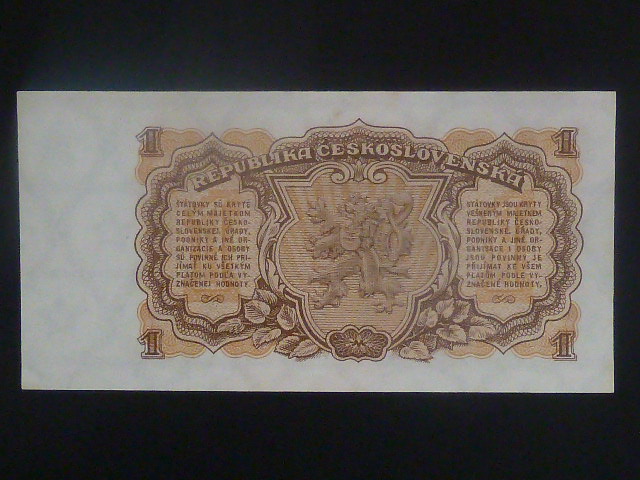 1 1
REPUBLIKA ČESKOSLOVENSKÁ
ŠTÁTOVKY SÚ KRYTÉ
CELÝM MAJETKOM
REPUBLIKY ČESKO-
SLOVENSKEJ. ÚRADY,
PODNIKY A INÉ OR-
GANIZÁCIE A OSOBY
SÚ POVINNÉ ICH PRI-
JÍMAŤ KU VŠETKÝM
PLATOM PODĽA VY-
ZNAČENEJ HODNOTY.
STÁTOVKY JSOU KRYTY
VEŠKERÝM MAJETKEM
REPUBLIKY ČESKO-
SLOVENSKÉ. ÚŘADY,
PODNIKY A JINÉ OR-
GANISACE I OSOBY
JSOU POVINNY JE
PŘIJÍMAT KE VŠEM
PLATŮM PODLE VY-
ZNAČENÉ HODNOTY.
1 1